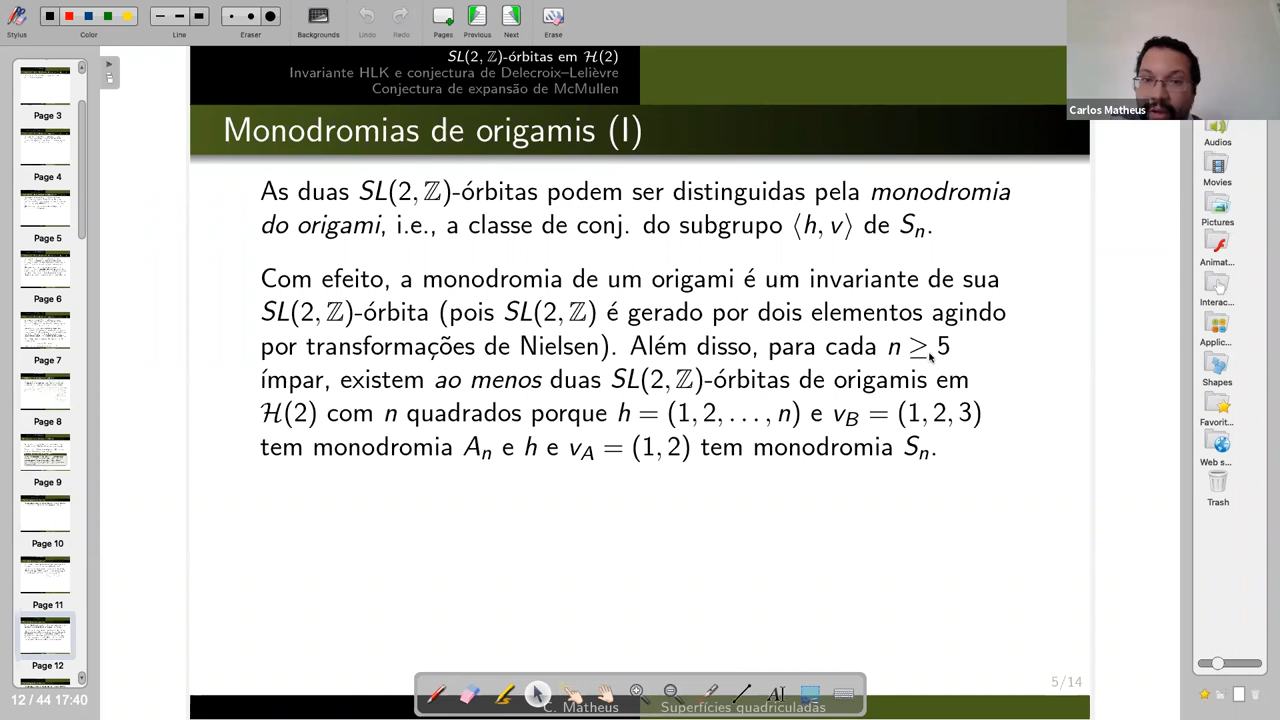 Stylus
Color
Line
Eraser
Backgrounds
Undo
Redo
Pages
Previous
Next
Erase
Page 3
Page 4
Page 5
Page 6
Page 7
Page 8
Page 9
Page 10
Page 11
Page 12
12 / 44 17:40
SL(2, ℤ)-órbitas em ℋ(2)
Invariante HLK e conjectura de Delecroix–Lelièvre
Conjectura de expansão de McMullen
Monodromias de origamis (I)
As duas SL(2, ℤ)-órbitas podem ser distinguidas pela monodromia
do origami, i.e., a classe de conj. do subgrupo ⟨h, v⟩ de Sₙ.
Com efeito, a monodromia de um origami é um invariante de sua
SL(2, ℤ)-órbita (pois SL(2, ℤ) é gerado por dois elementos agindo
por transformações de Nielsen). Além disso, para cada n ≥ 5
ímpar, existem ao menos duas SL(2, ℤ)-órbitas de origamis em
ℋ(2) com n quadrados porque h = (1, 2, . . . , n) e v_B = (1, 2, 3)
tem monodromia Aₙ e h e v_A = (1, 2) tem monodromia Sₙ.
5/14
C. Matheus
Superfícies quadriculadas
Carlos Matheus
Audios
Movies
Pictures
Animat...
Interac...
Applic...
Shapes
Favorit...
Web s...
Trash